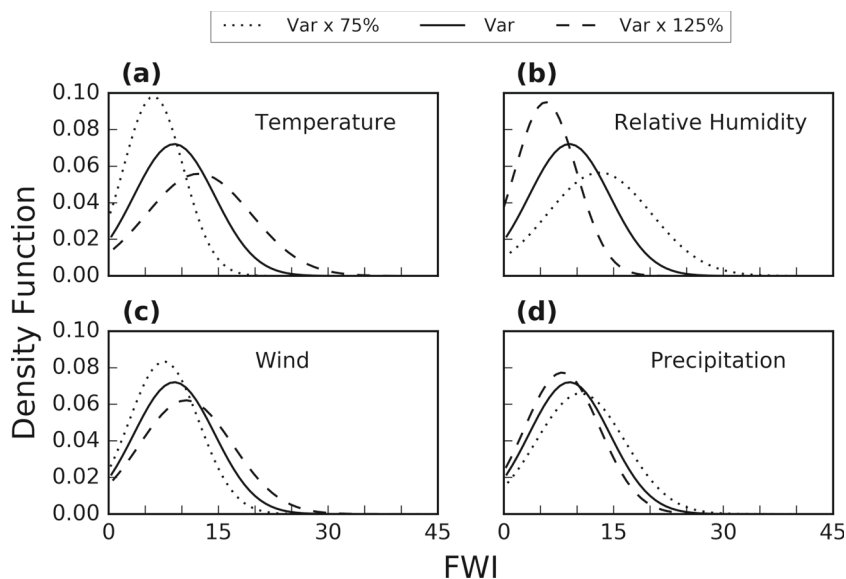 Var x 75% Var Var x 125%
(a) (b)
0.10
0.08
0.06
0.04
0.02
0.00
Temperature Relative Humidity
(c) (d)
0.10
0.08
0.06
0.04
0.02
0.00
Wind Precipitation
0 15 30 45 0 15 30 45
Density Function
FWI